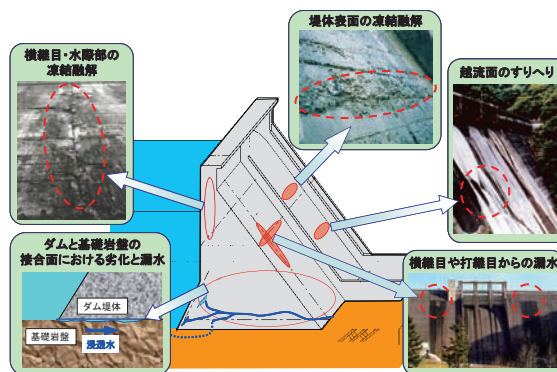 横継目・水際部の
凍結融解
堤体表面の凍結融解
越流面のすりへり
ダムと基礎岩盤の
接合面における劣化と漏水
ダム堤体
基礎岩盤
浸透水
横継目や打継目からの漏水